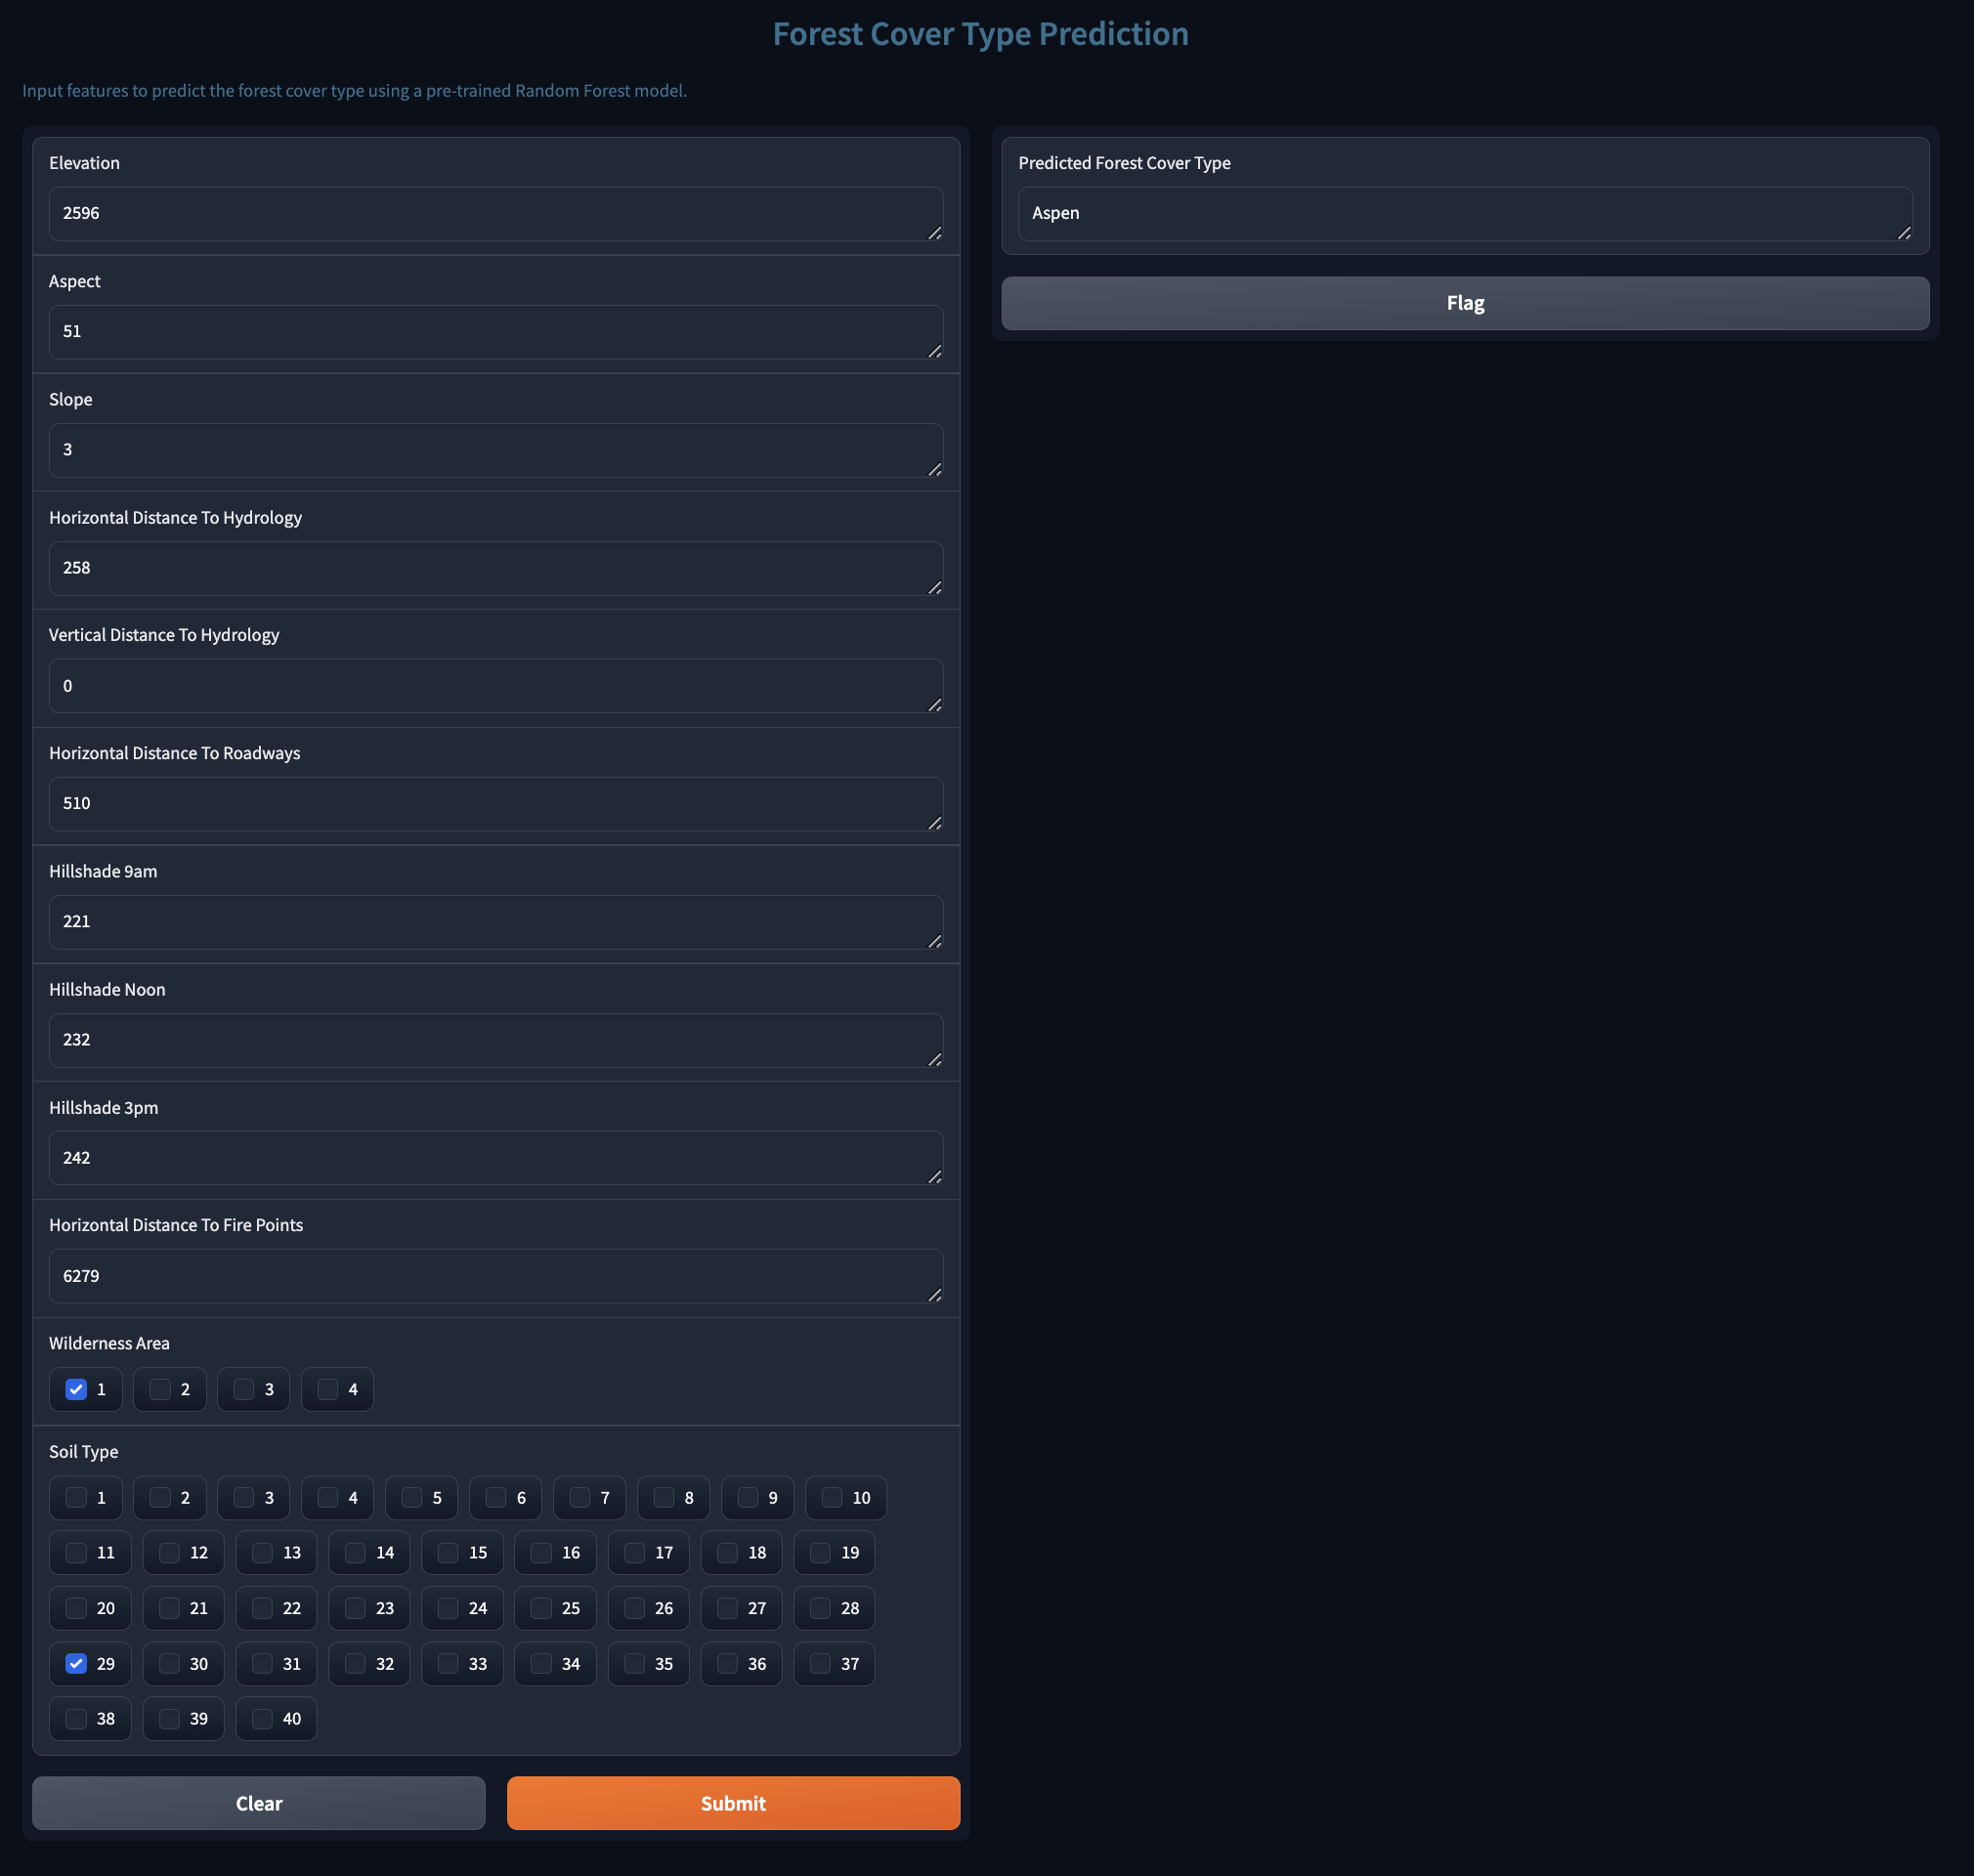 Forest Cover Type Prediction
Input features to predict the forest cover type using a pre-trained Random Forest model.
Elevation
2596
Aspect
51
Slope
3
Horizontal Distance To Hydrology
258
Vertical Distance To Hydrology
0
Horizontal Distance To Roadways
510
Hillshade 9am
221
Hillshade Noon
232
Hillshade 3pm
242
Horizontal Distance To Fire Points
6279
Wilderness Area
1 2 3 4
Soil Type
1 2 3 4 5 6 7 8 9 10
11 12 13 14 15 16 17 18 19
20 21 22 23 24 25 26 27 28
29 30 31 32 33 34 35 36 37
38 39 40
Clear Submit
Predicted Forest Cover Type
Aspen
Flag